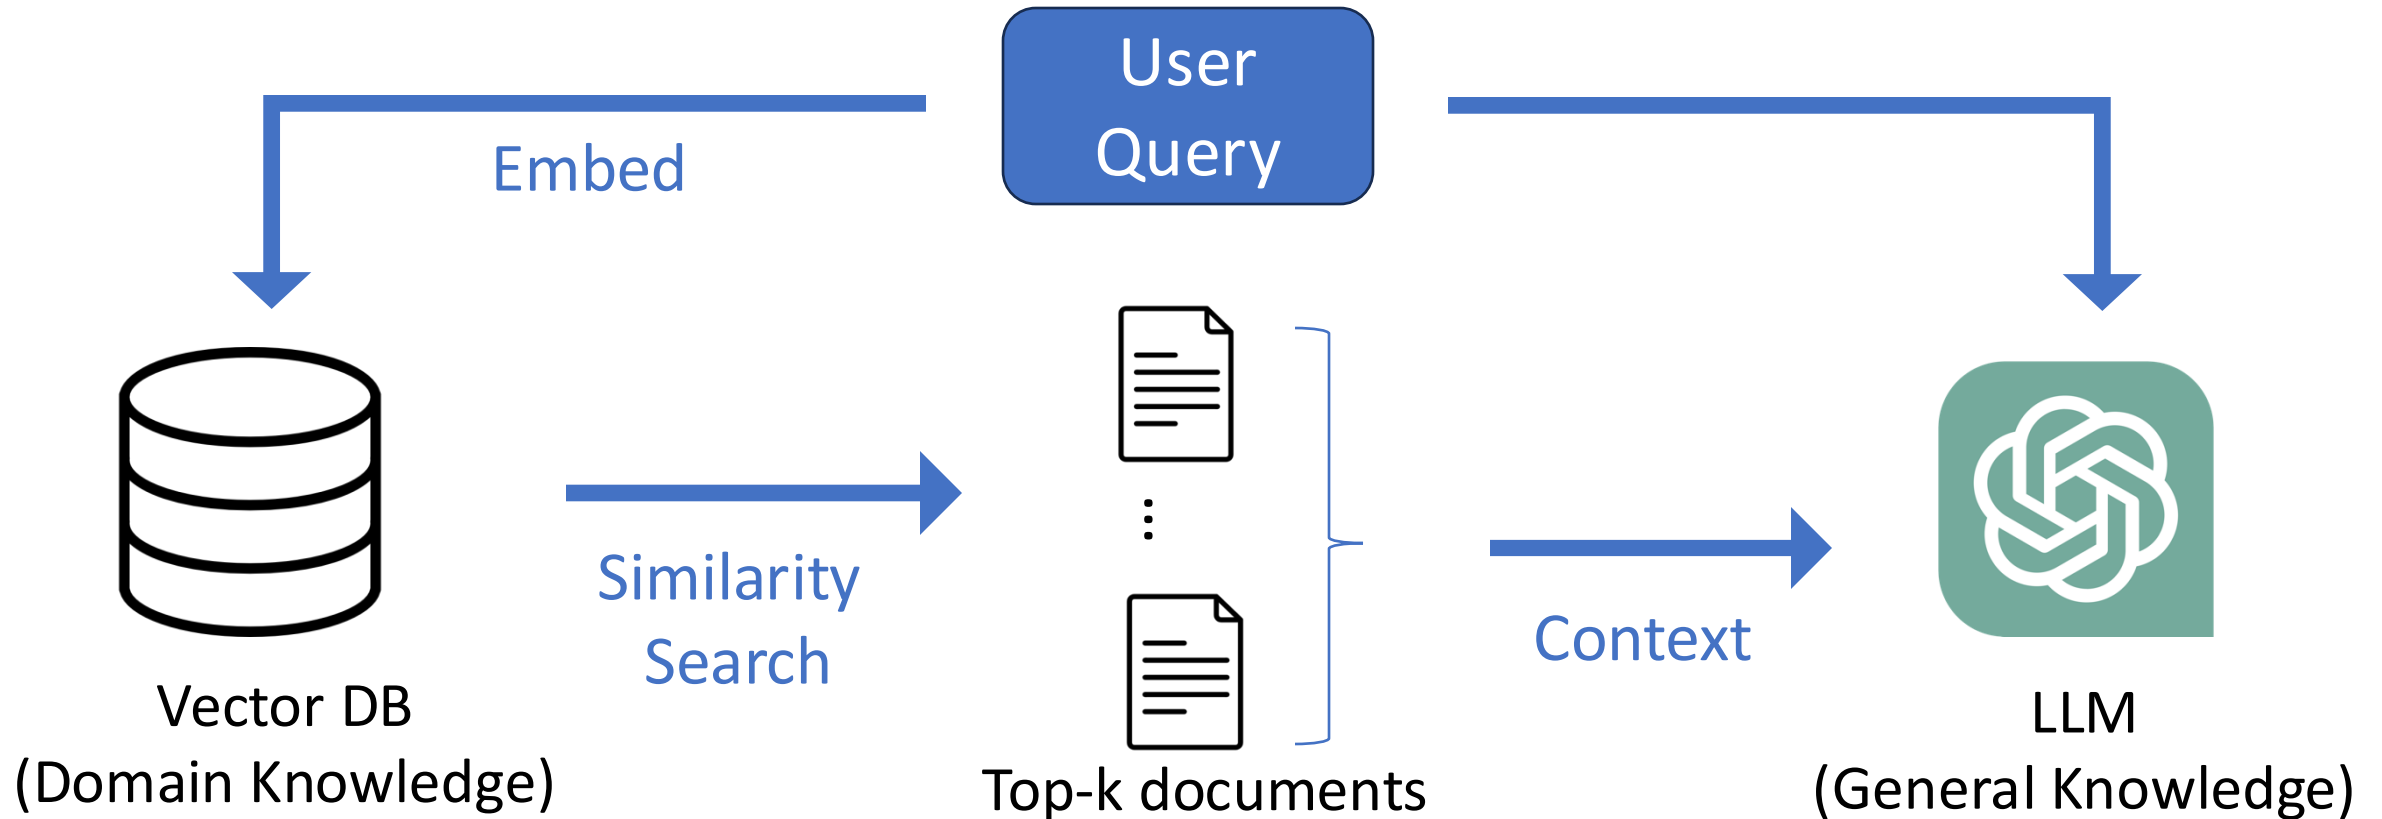 User
Query
Embed
Similarity
Search
Context
Vector DB
(Domain Knowledge)
Top-k documents
LLM
(General Knowledge)